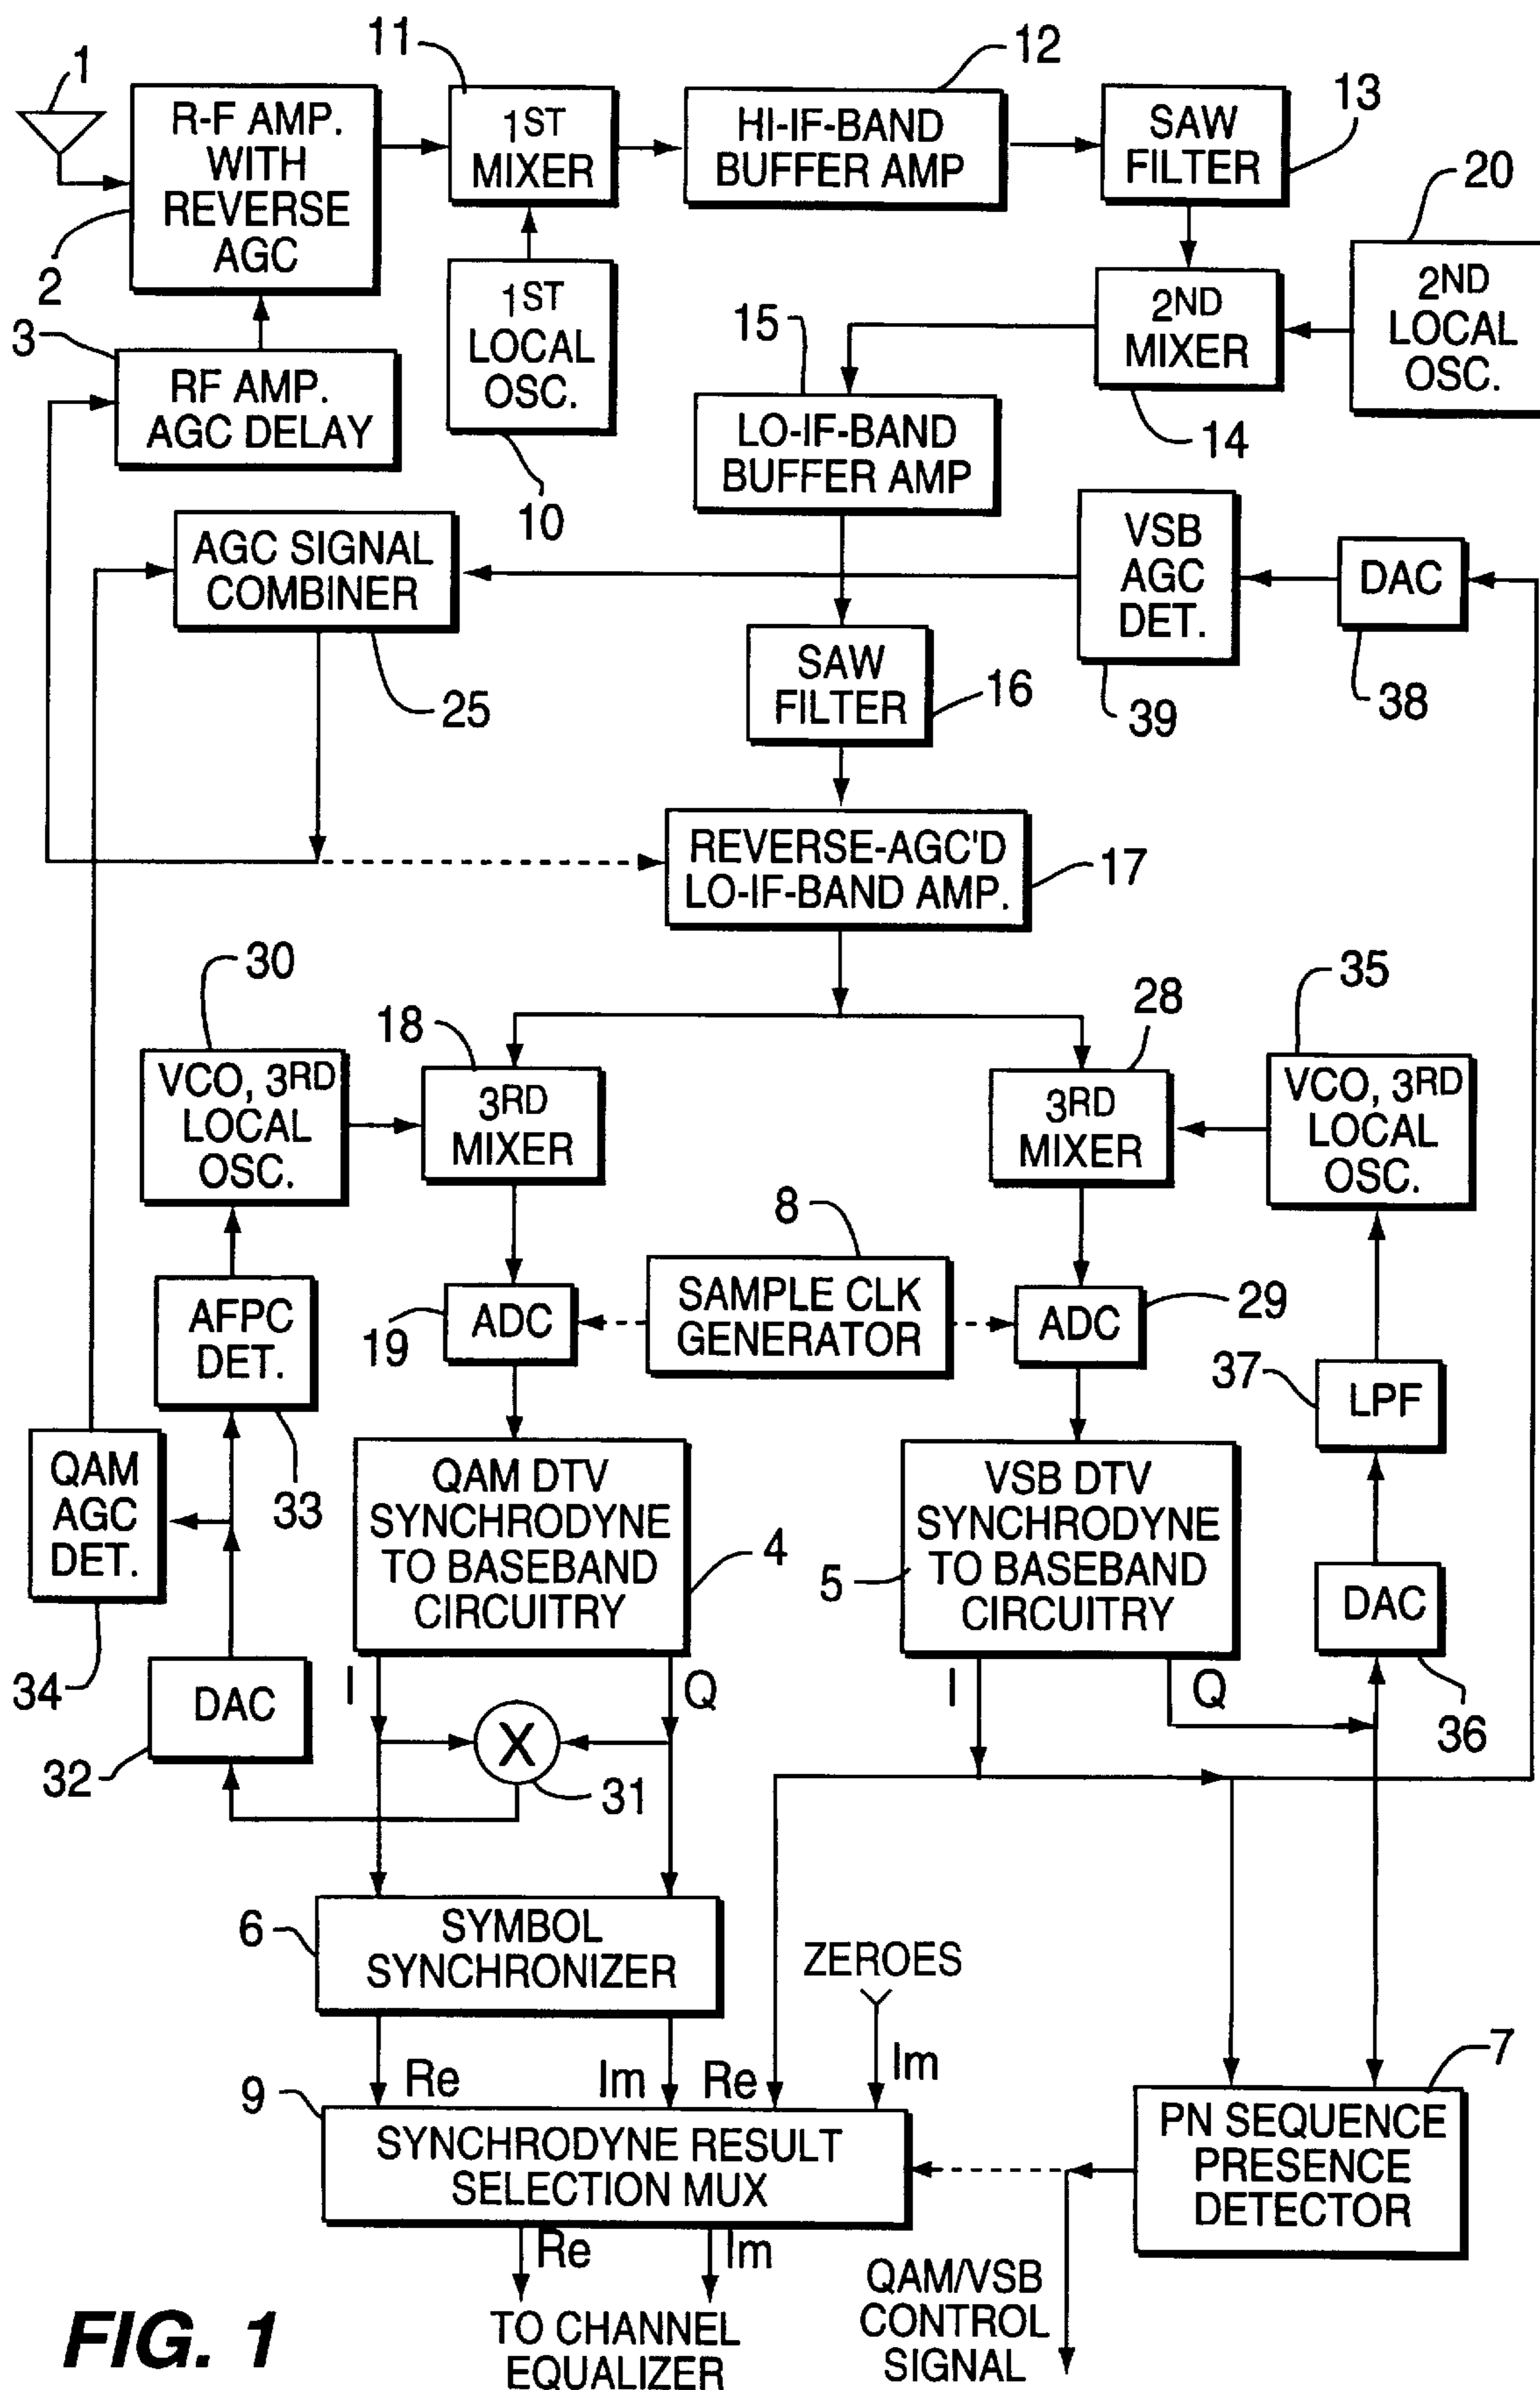 1
R-F AMP.
WITH
REVERSE
AGC
2
11
1ST
MIXER
12
HI-IF-BAND
BUFFER AMP
SAW
FILTER
13
20
2ND
LOCAL
OSC.
3
RF AMP.
AGC DELAY
1ST
LOCAL
OSC.
10
2ND
MIXER
14
15
LO-IF-BAND
BUFFER AMP
AGC SIGNAL
COMBINER
25
VSB
AGC
DET.
39
DAC
38
SAW
FILTER
16
REVERSE-AGC'D
LO-IF-BAND AMP.
17
30
VCO, 3RD
LOCAL
OSC.
18
3RD
MIXER
28
3RD
MIXER
35
VCO, 3RD
LOCAL
OSC.
8
SAMPLE CLK
GENERATOR
AFPC
DET.
33
19
ADC
ADC
29
37
LPF
QAM
AGC
DET.
34
QAM DTV
SYNCHRODYNE
TO BASEBAND
CIRCUITRY
4
5
VSB DTV
SYNCHRODYNE
TO BASEBAND
CIRCUITRY
DAC
36
DAC
32
I
Q
X
31
I
Q
6
SYMBOL
SYNCHRONIZER
ZEROES
Re
Im
Re
Im
9
SYNCHRODYNE RESULT
SELECTION MUX
7
PN SEQUENCE
PRESENCE
DETECTOR
Re
Im
TO CHANNEL
EQUALIZER
QAM/VSB
CONTROL
SIGNAL
FIG. 1